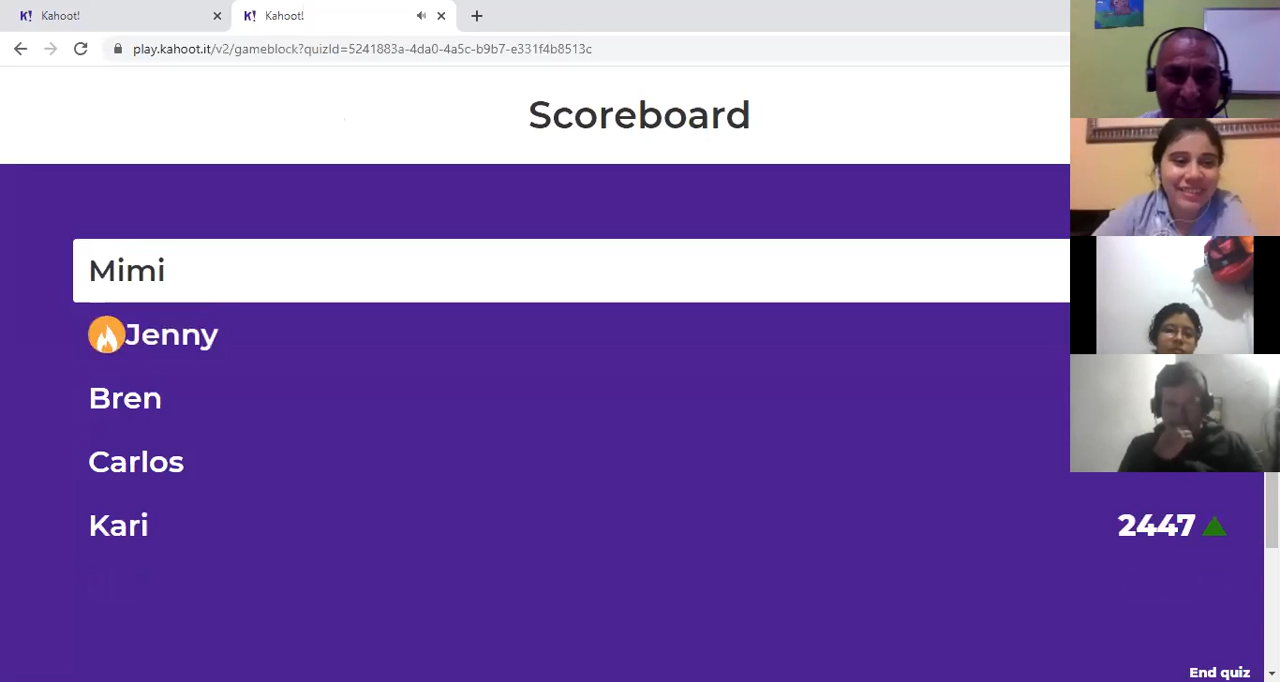 K! Kahoot!
K! Kahoot!
play.kahoot.it/v2/gameblock?quizId=5241883a-4da0-4a5c-b9b7-e331f4b8513c
Scoreboard
Mimi
Jenny
Bren
Carlos
Kari 2447
End quiz